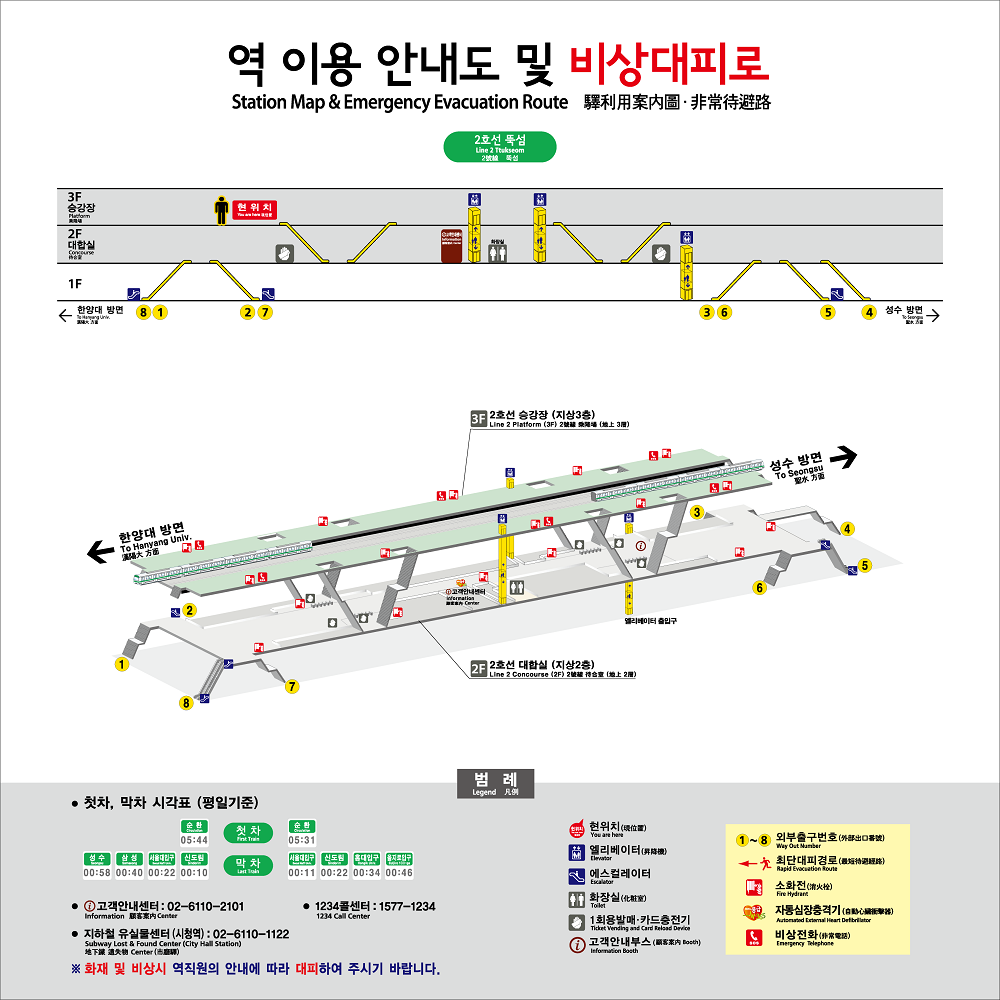 역 이용 안내도 및 비상대피로
Station Map & Emergency Evacuation Route 驛利用案內圖·非常待避路
2호선 뚝섬
Line 2 Ttukseom
2號線 뚝섬
3F
승강장
Platform
乘降場
현 위 치
You are here 現位置
2F
대합실
Concourse
待合室
화장실
1F
한양대 방면
To Hanyang Univ.
漢陽大 方面
8 1 2 7 3 6 5 4
성수 방면
To Seongsu
聖水 方面
3F 2호선 승강장 (지상3층)
Line 2 Platform (3F) 2號線 乘降場 (地上 3層)
성수 방면
To Seongsu
聖水 方面
한양대 방면
To Hanyang Univ.
漢陽大 方面
3
4
5
6
고객안내센터
Information
顧客案內 Center
엘리베이터 출입구
2
1
7
8
2F 2호선 대합실 (지상2층)
Line 2 Concourse (2F) 2號線 待合室 (地上 2層)
범 례
Legend 凡例
● 첫차, 막차 시각표 (평일기준)
순 환 첫 차 순 환
Circulation First Train Circulation
05:44 05:31
성 수 삼 성 서울대입구 신도림 막 차 서울대입구 신도림 홍대입구 을지로입구
Last Train
00:58 00:40 00:22 00:10 00:11 00:22 00:34 00:46
● 고객안내센터 : 02-6110-2101
Information 顧客案內 Center
● 1234콜센터 : 1577-1234
1234 Call Center
● 지하철 유실물센터 (시청역) : 02-6110-1122
Subway Lost & Found Center (City Hall Station)
地下鐵 遺失物 Center (市廳驛)
※ 화재 및 비상시 역직원의 안내에 따라 대피하여 주시기 바랍니다.
현위치(現位置)
You are here
엘리베이터(昇降機)
Elevator
에스컬레이터
Escalator
화장실(化粧室)
Toilet
1회용발매·카드충전기
Ticket Vending and Card Reload Device
고객안내부스 (顧客案內 Booth)
Information Booth
1~8 외부출구번호(外部出口番號)
Way Out Number
최단대피경로(最短待避經路)
Rapid Evacuation Route
소화전(消火栓)
Fire Hydrant
자동심장충격기(自動心臟衝擊器)
Automated External Heart Defibrillator
비상전화(非常電話)
Emergency Telephone